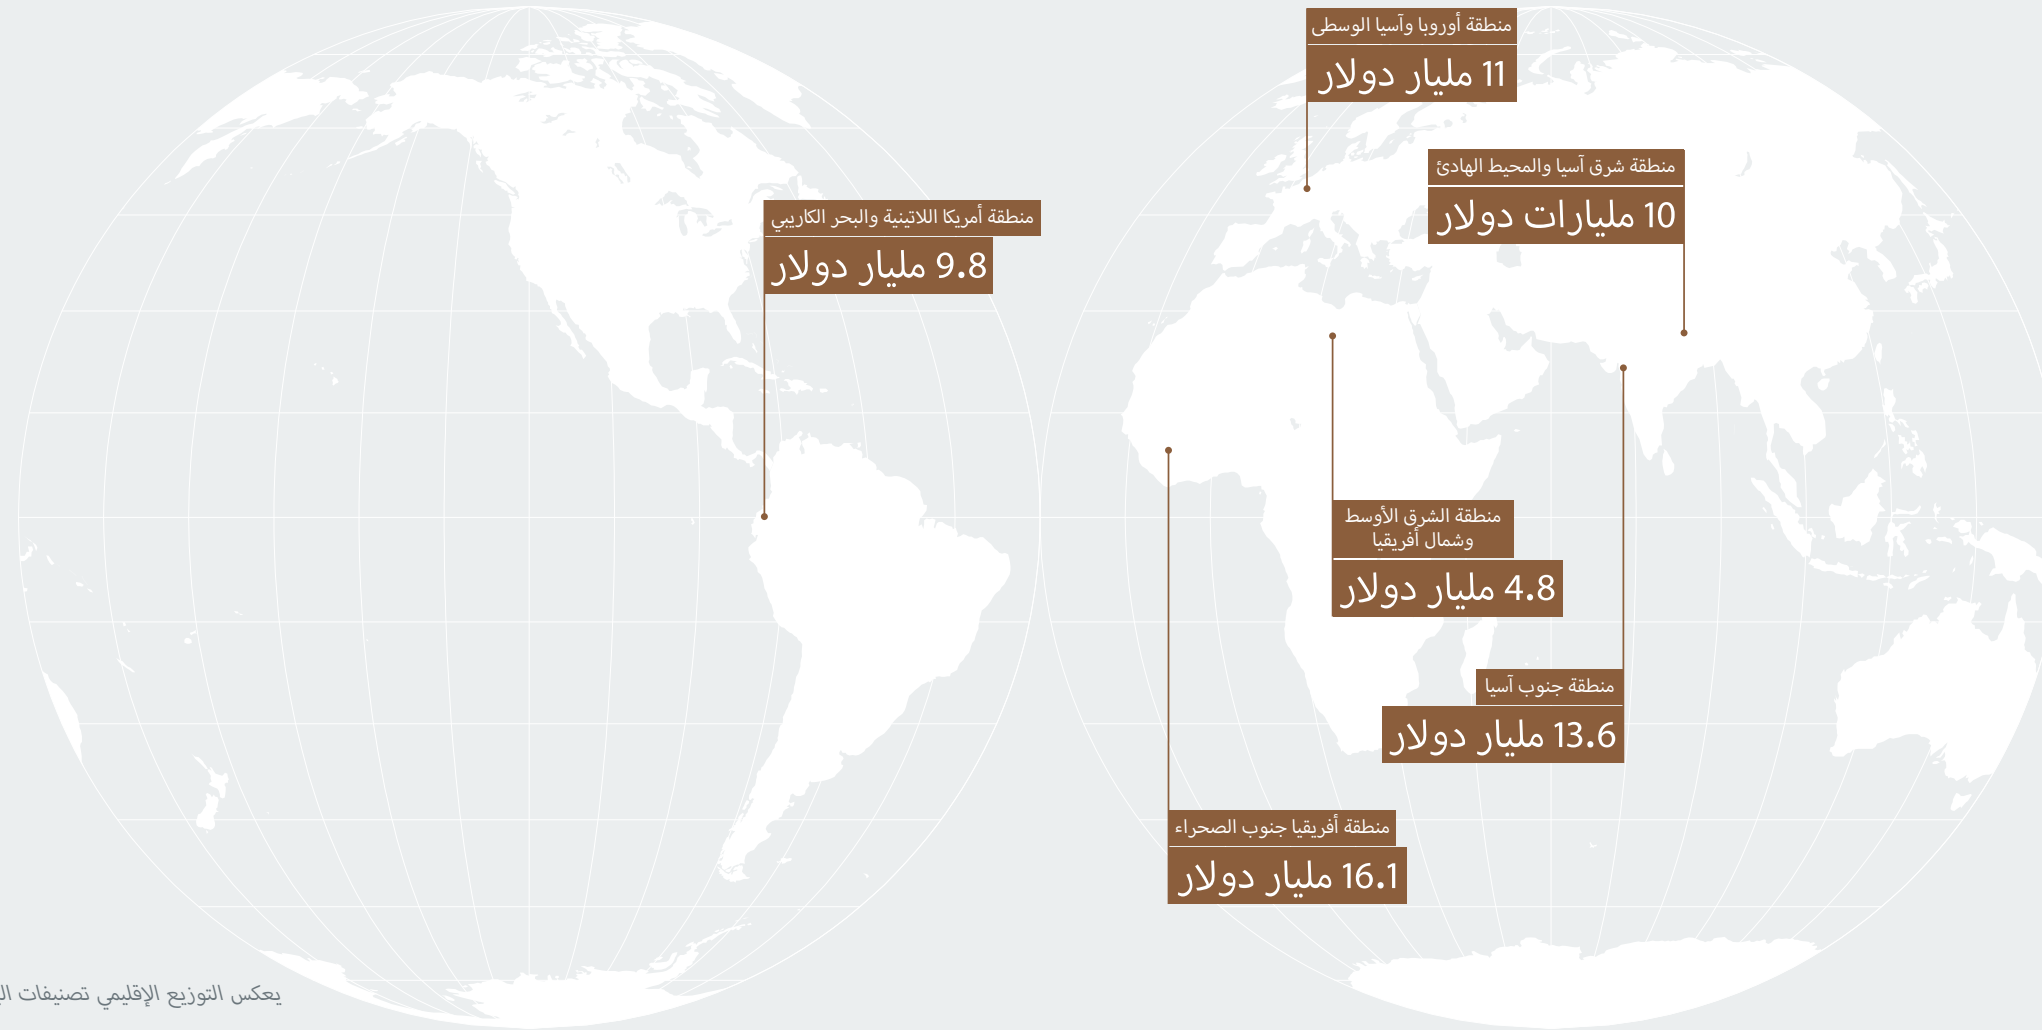 منطقة أوروبا وآسيا الوسطى
11 مليار دولار
منطقة شرق آسيا والمحيط الهادئ
10 مليارات دولار
منطقة أمريكا اللاتينية والبحر الكاريبي
9.8 مليار دولار
منطقة الشرق الأوسط
وشمال أفريقيا
4.8 مليار دولار
منطقة جنوب آسيا
13.6 مليار دولار
منطقة أفريقيا جنوب الصحراء
16.1 مليار دولار
يعكس التوزيع الإقليمي تصنيفات